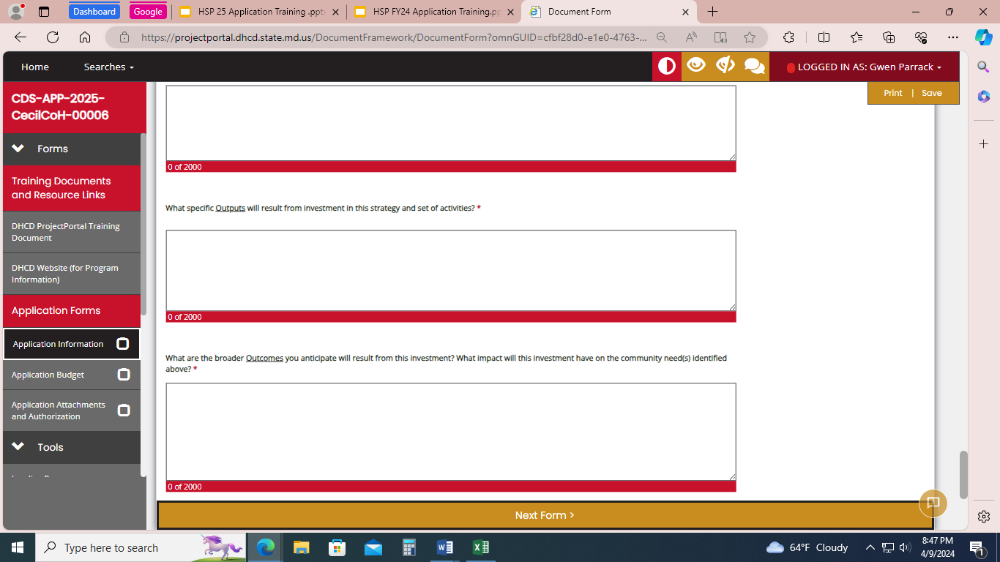 Dashboard
Google
HSP 25 Application Training .ppt
HSP FY24 Application Training.p
Document Form
https://projectportal.dhcd.state.md.us/DocumentFramework/DocumentForm?omnGUID=cfbf28d0-e1e0-4763-...
Home
Searches
LOGGED IN AS: Gwen Parrack
Print | Save
CDS-APP-2025-
CecilCoH-00006
Forms
Training Documents
and Resource Links
DHCD ProjectPortal Training
Document
DHCD Website (for Program
Information)
Application Forms
Application Information
Application Budget
Application Attachments
and Authorization
Tools
0 of 2000
What specific Outputs will result from investment in this strategy and set of activities? *
0 of 2000
What are the broader Outcomes you anticipate will result from this investment? What impact will this investment have on the community need(s) identified
above? *
0 of 2000
Next Form >
Type here to search
64°F Cloudy
8:47 PM
4/9/2024
1